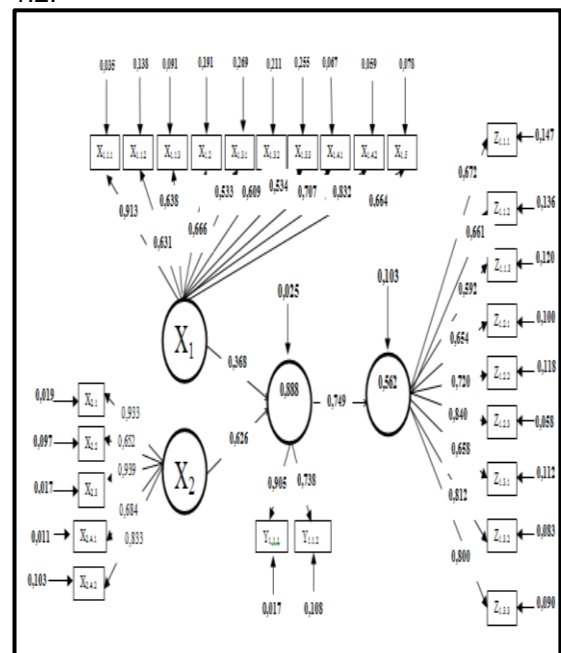 0,035 0,138 0,091 0,191 0,269 0,211 0,255 0,067 0,059 0,078
X1.1.1 X1.1.2 X1.1.3 X1.2 X1.3.1 X1.3.2 X1.3.3 X1.4.1 X1.4.2 X1.5
0,913 0,631 0,638 0,666 0,533 0,609 0,534 0,707 0,832 0,664
X1
0,368
0,019 X2.1 0,933
0,097 X2.2 0,652
0,017 X2.3 0,939
0,011 X2.4.1 0,684
0,103 X2.4.2 0,833
X2
0,626
0,025
0,888
0,749
0,103
0,562
0,905 0,738
Y1.1.1 Y1.1.2
0,017 0,108
0,672 Z1.1.1 0,147
0,661 Z1.1.2 0,136
0,592 Z1.1.3 0,120
0,654 Z1.2.1 0,100
0,720 Z1.2.2 0,118
0,840 Z1.2.3 0,058
0,658 Z1.3.1 0,112
0,812 Z1.3.2 0,083
0,800 Z1.3.3 0,090